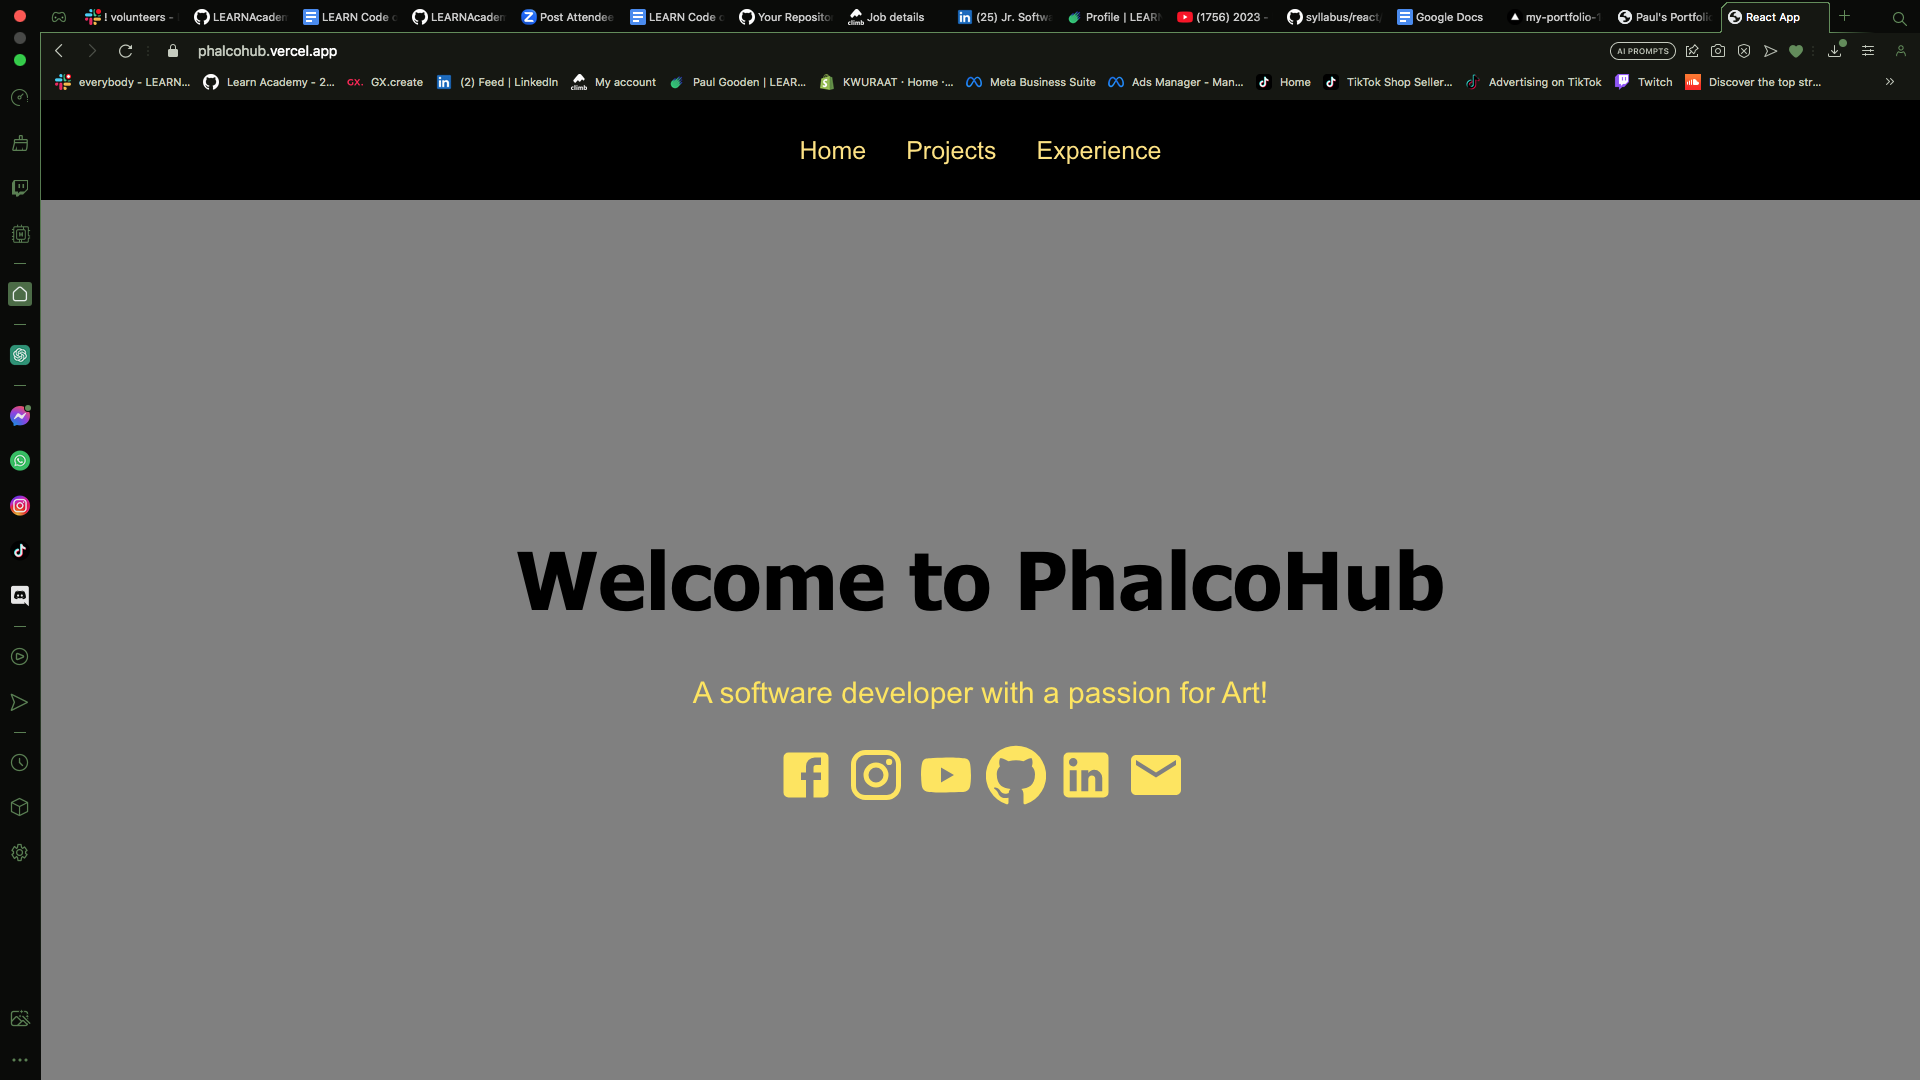 ! volunteers -
LEARNAcadem
LEARN Code c
LEARNAcadem
Post Attendee
LEARN Code c
Your Reposito
Job details
(25) Jr. Softwa
Profile | LEARN
(1756) 2023 -
syllabus/react/
Google Docs
my-portfolio-1
Paul's Portfolio
React App
phalcohub.vercel.app
AI PROMPTS
everybody - LEARN...
Learn Academy - 2...
GX. GX.create
(2) Feed | LinkedIn
climb My account
Paul Gooden | LEAR...
KWURAAT · Home ·...
Meta Business Suite
Ads Manager - Man...
Home
TikTok Shop Seller...
Advertising on TikTok
Twitch
Discover the top str...
Home Projects Experience
Welcome to PhalcoHub
A software developer with a passion for Art!